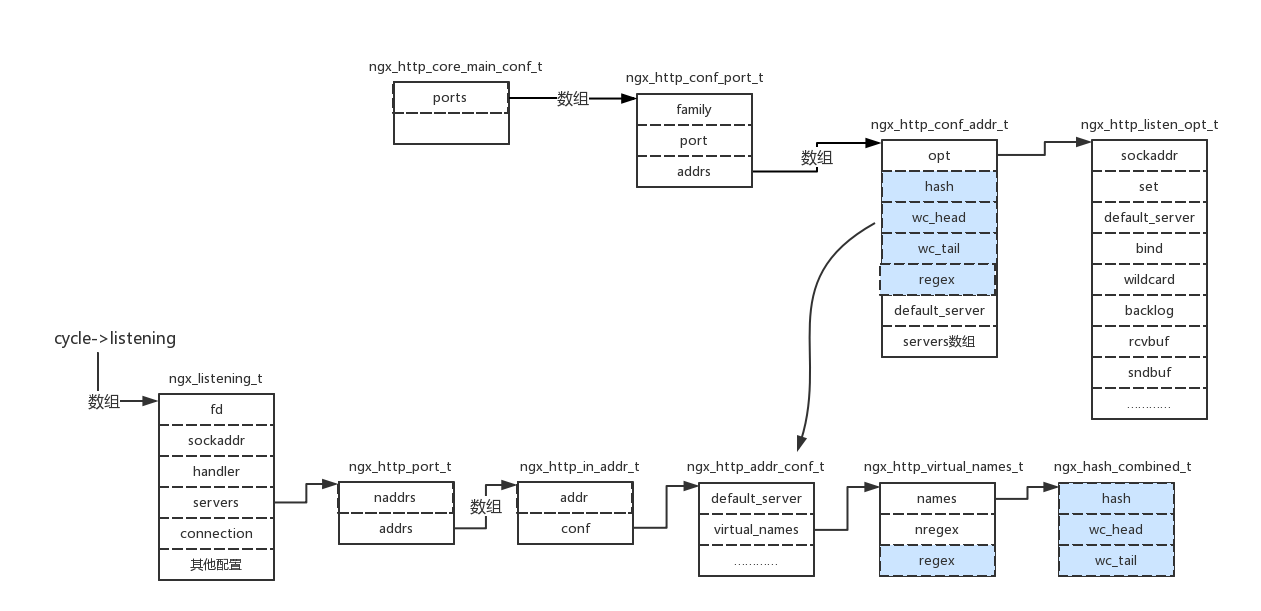 ngx_http_core_main_conf_t
ports
数组
ngx_http_conf_port_t
family
port
addrs
数组
ngx_http_conf_addr_t
opt
hash
wc_head
wc_tail
regex
default_server
servers数组
ngx_http_listen_opt_t
sockaddr
set
default_server
bind
wildcard
backlog
rcvbuf
sndbuf
…………
cycle->listening
数组
ngx_listening_t
fd
sockaddr
handler
servers
connection
其他配置
ngx_http_port_t
naddrs
addrs
数组
ngx_http_in_addr_t
addr
conf
ngx_http_addr_conf_t
default_server
virtual_names
…………
ngx_http_virtual_names_t
names
nregex
regex
ngx_hash_combined_t
hash
wc_head
wc_tail